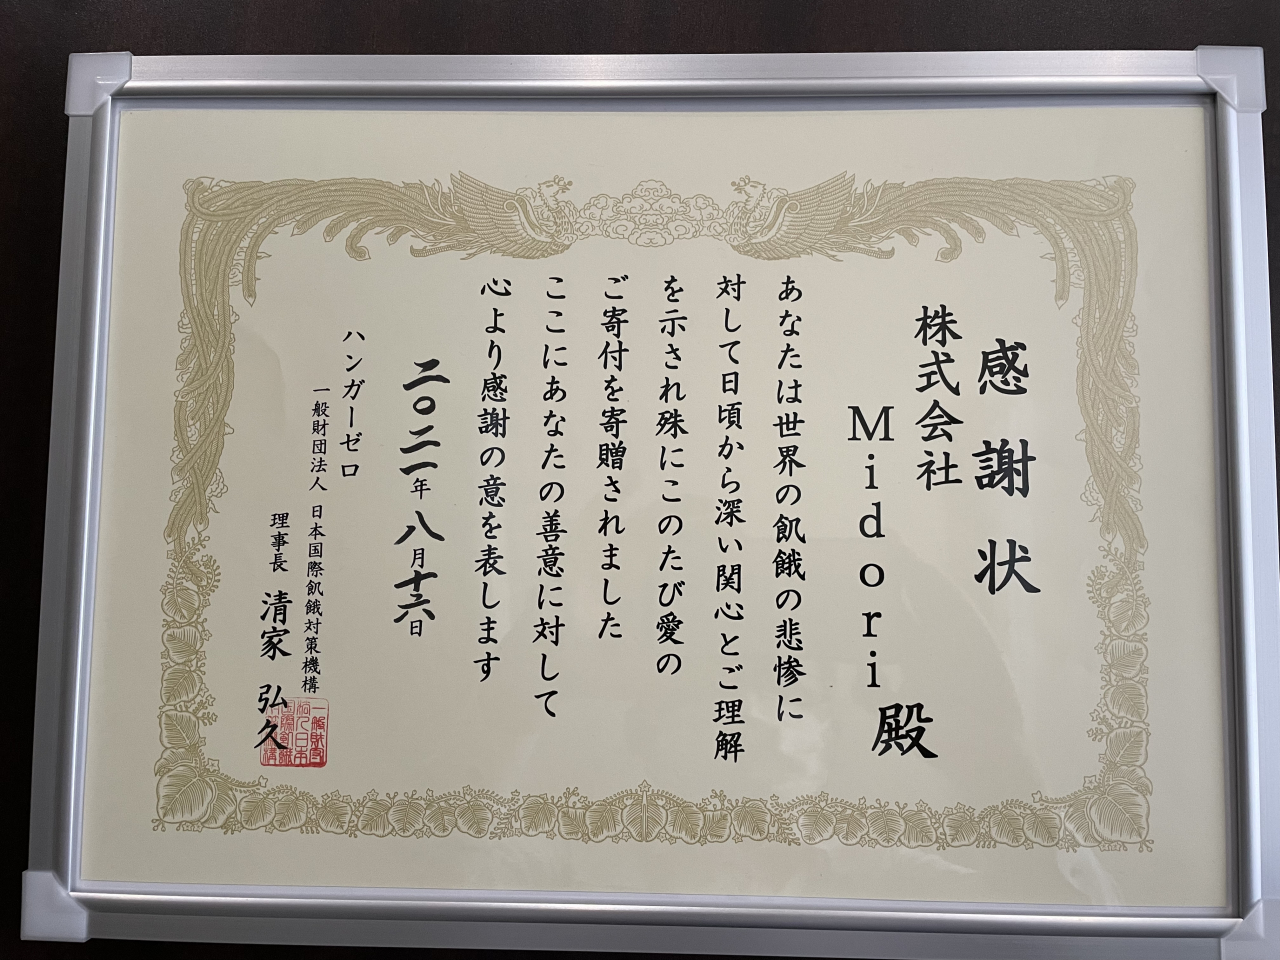 感謝状
株式会社
Midori殿
あなたは世界の飢餓の悲惨に
対して日頃から深い関心とご理解
を示され殊にこのたび愛の
ご寄付を寄贈されました
ここにあなたの善意に対して
心より感謝の意を表します
二〇二一年八月十六日
ハンガーゼロ
一般財団法人 日本国際飢餓対策機構
理事長 清家 弘久